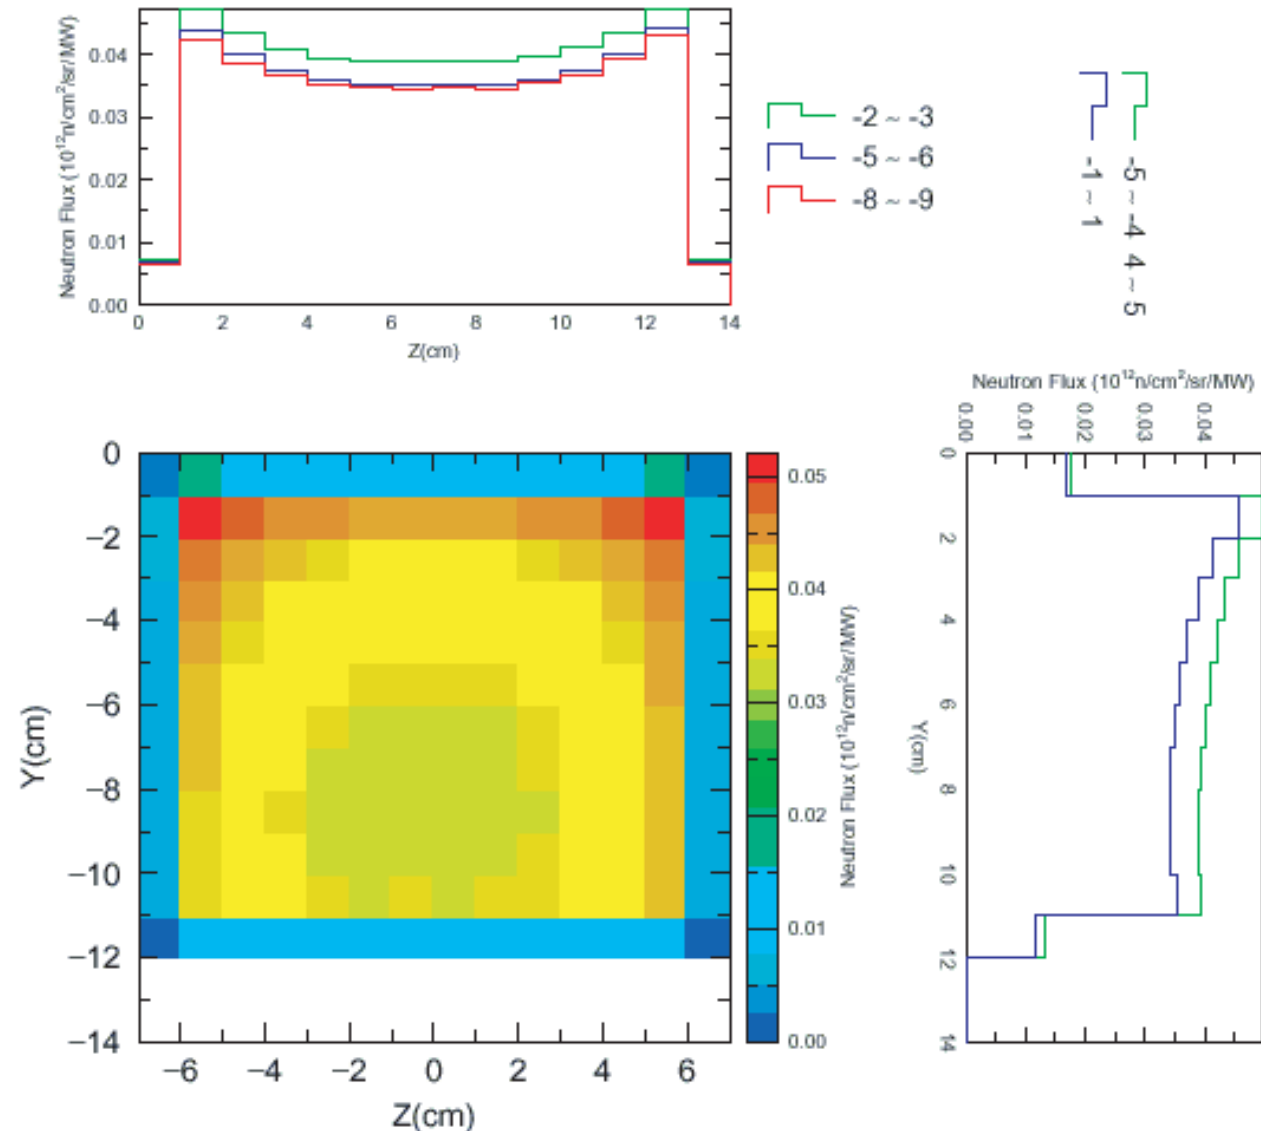 Neutron Flux (10¹²n/cm²/sr/MW)
0.04
0.03
0.02
0.01
0.00
0 2 4 6 8 10 12 14
Z(cm)
-2 ~ -3
-5 ~ -6
-8 ~ -9
-1 ~ 1
-5 ~ -4 4 ~ 5
Y(cm)
0
−2
−4
−6
−8
−10
−12
−14
−6 −4 −2 0 2 4 6
Z(cm)
0.05
0.04
0.03
0.02
0.01
0.00
Neutron Flux (10¹²n/cm²/sr/MW)
Neutron Flux (10¹²n/cm²/sr/MW)
0.00 0.01 0.02 0.03 0.04
0
2
4
6
8
10
12
14
Y(cm)